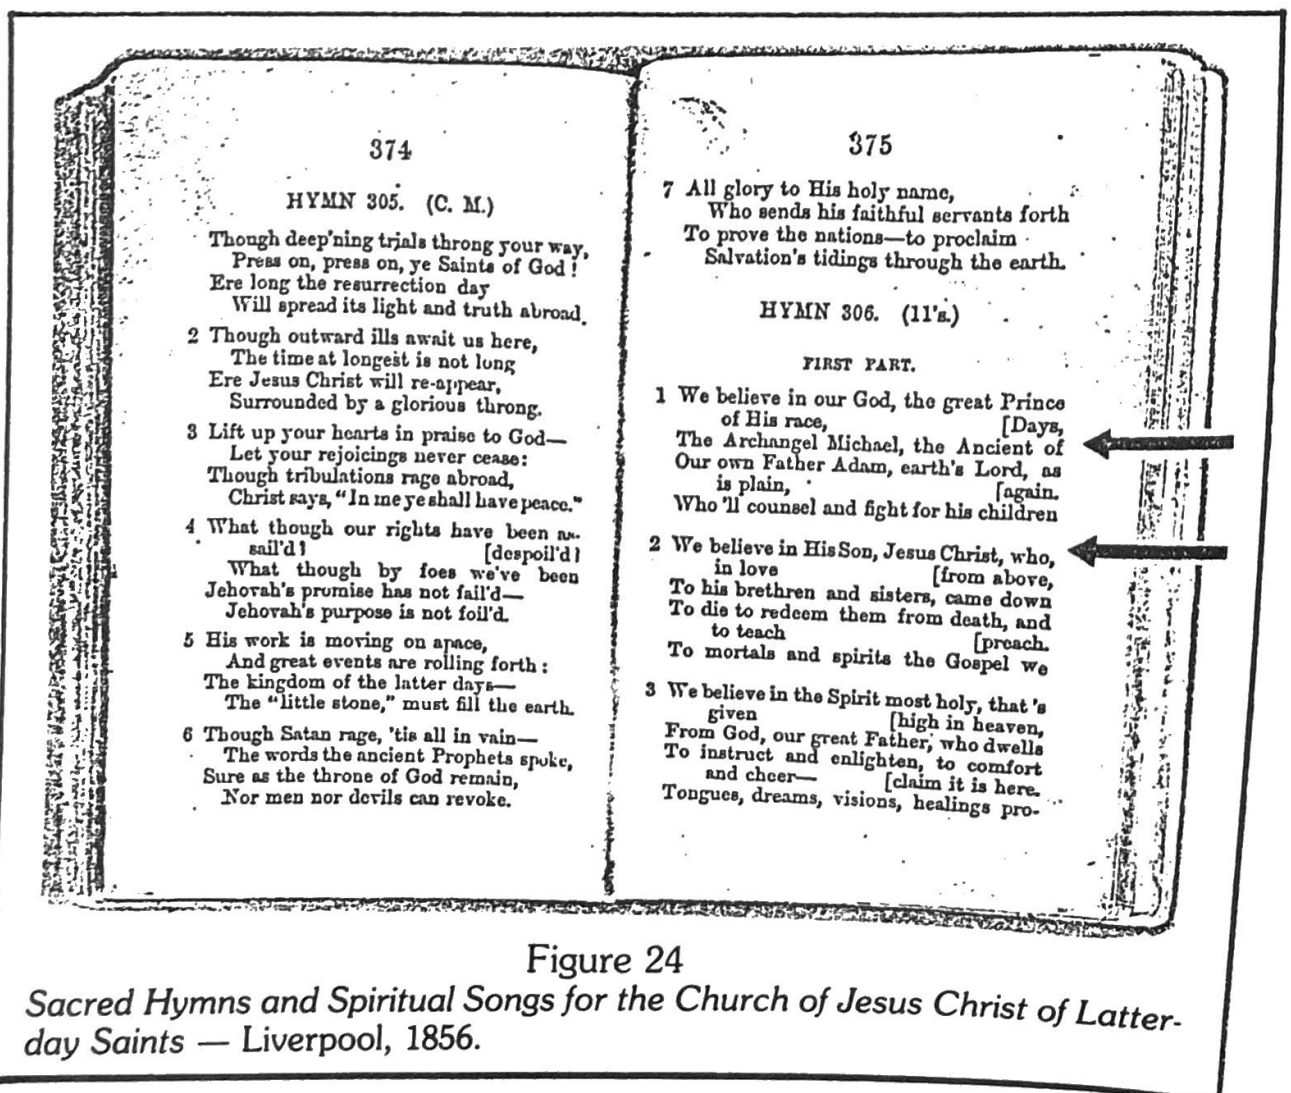 374
HYMN 305. (C. M.)
Though deep'ning trials throng your way,
Press on, press on, ye Saints of God!
Ere long the resurrection day
Will spread its light and truth abroad.
2 Though outward ills await us here,
The time at longest is not long
Ere Jesus Christ will re-appear,
Surrounded by a glorious throng.
3 Lift up your hearts in praise to God—
Let your rejoicings never cease:
Though tribulations rage abroad,
Christ says, "In me ye shall have peace."
4 What though our rights have been as-
sail'd? [despoil'd?
What though by foes we've been
Jehovah's promise has not fail'd—
Jehovah's purpose is not foil'd.
5 His work is moving on apace,
And great events are rolling forth:
The kingdom of the latter days—
The "little stone," must fill the earth.
6 Though Satan rage, 'tis all in vain—
The words the ancient Prophets spoke,
Sure as the throne of God remain,
Nor men nor devils can revoke.
375
7 All glory to His holy name,
Who sends his faithful servants forth
To prove the nations—to proclaim
Salvation's tidings through the earth.
HYMN 306. (11's.)
FIRST PART.
1 We believe in our God, the great Prince
of His race, [Days,
The Archangel Michael, the Ancient of
Our own Father Adam, earth's Lord, as
is plain, [again.
Who'll counsel and fight for his children
2 We believe in His Son, Jesus Christ, who,
in love [from above,
To his brethren and sisters, came down
To die to redeem them from death, and
to teach [preach.
To mortals and spirits the Gospel we
3 We believe in the Spirit most holy, that's
given [high in heaven,
From God, our great Father, who dwells
To instruct and enlighten, to comfort
and cheer— [claim it is here.
Tongues, dreams, visions, healings pro-
Figure 24
Sacred Hymns and Spiritual Songs for the Church of Jesus Christ of Latter-
day Saints — Liverpool, 1856.